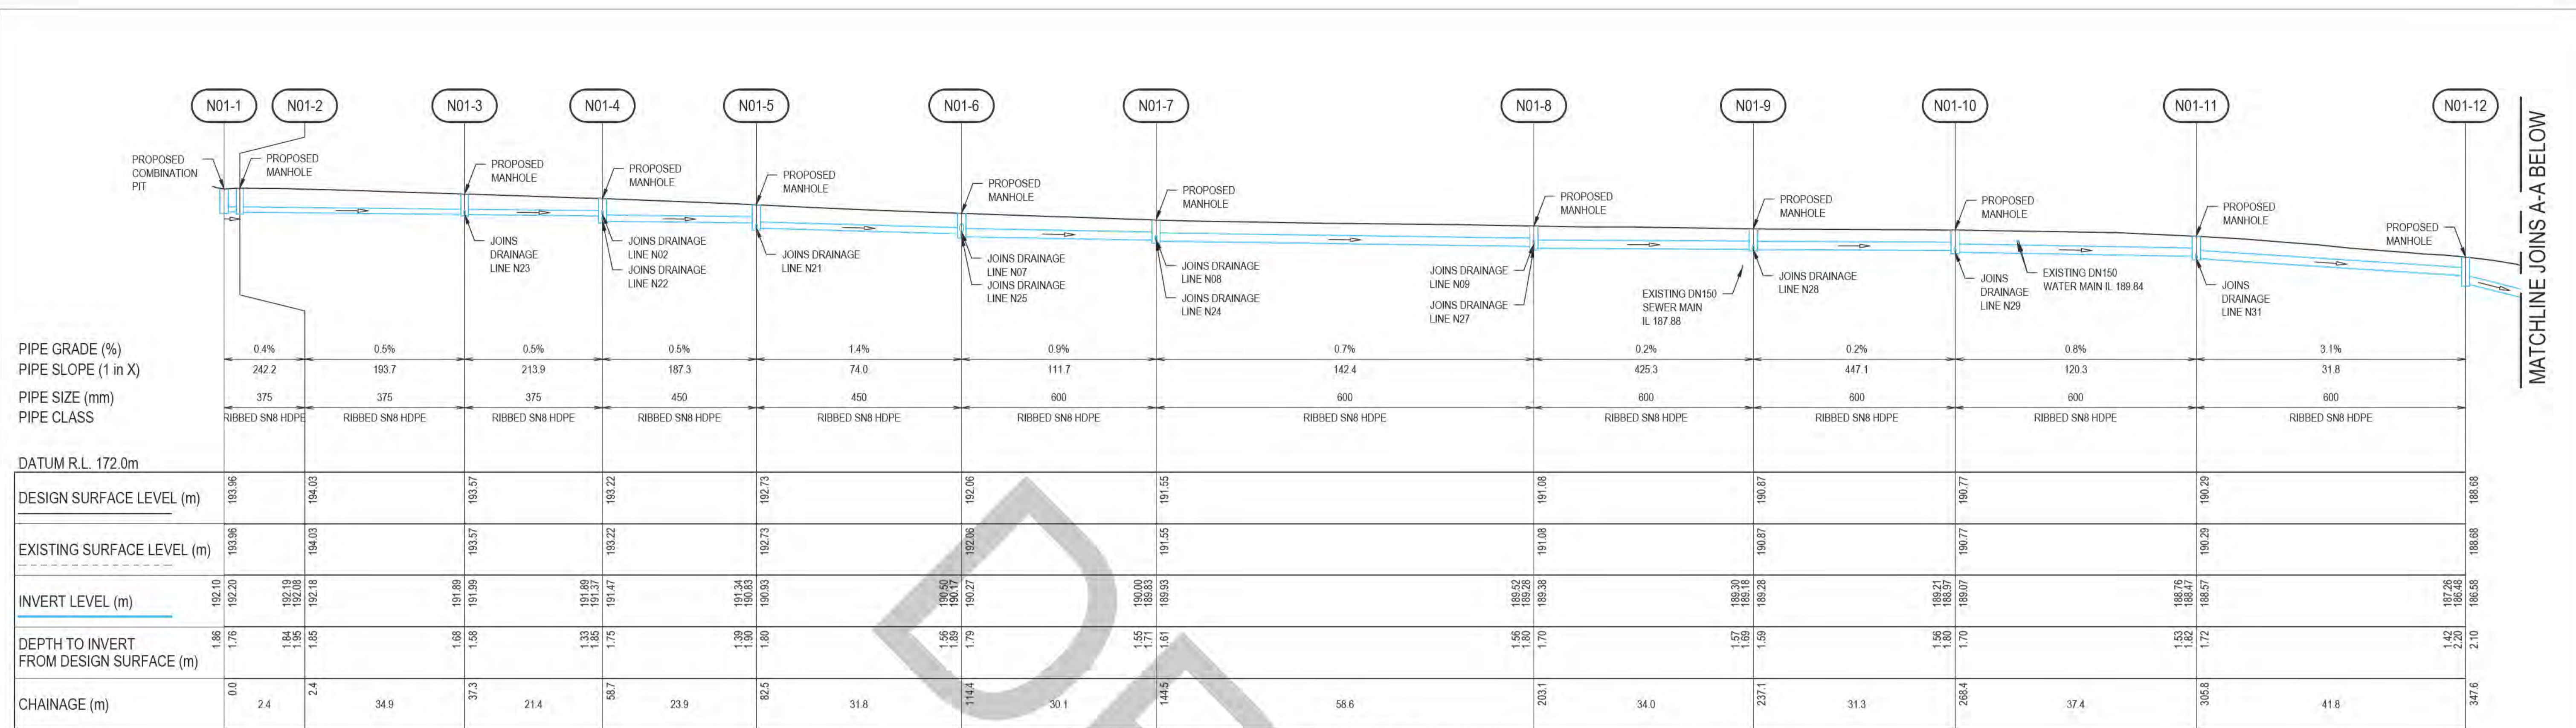 N01-1 N01-2 N01-3 N01-4 N01-5 N01-6 N01-7 N01-8 N01-9 N01-10 N01-11 N01-12
MATCHLINE JOINS A-A BELOW
PROPOSED
COMBINATION
PIT
PROPOSED
MANHOLE
PROPOSED
MANHOLE
PROPOSED
MANHOLE
PROPOSED
MANHOLE
PROPOSED
MANHOLE
PROPOSED
MANHOLE
PROPOSED
MANHOLE
PROPOSED
MANHOLE
PROPOSED
MANHOLE
PROPOSED
MANHOLE
PROPOSED
MANHOLE
JOINS
DRAINAGE
LINE N23
JOINS DRAINAGE
LINE N02
JOINS DRAINAGE
LINE N22
JOINS DRAINAGE
LINE N21
JOINS DRAINAGE
LINE N07
JOINS DRAINAGE
LINE N25
JOINS DRAINAGE
LINE N08
JOINS DRAINAGE
LINE N24
JOINS DRAINAGE
LINE N09
JOINS DRAINAGE
LINE N27
EXISTING DN150
SEWER MAIN
IL 187.88
JOINS DRAINAGE
LINE N28
JOINS
DRAINAGE
LINE N29
EXISTING DN150
WATER MAIN IL 189.84
JOINS
DRAINAGE
LINE N31
PIPE GRADE (%) 0.4% 0.5% 0.5% 0.5% 1.4% 0.9% 0.7% 0.2% 0.2% 0.8% 3.1%
PIPE SLOPE (1 in X) 242.2 193.7 213.9 187.3 74.0 111.7 142.4 425.3 447.1 120.3 31.8
PIPE SIZE (mm) 375 375 375 450 450 600 600 600 600 600 600
PIPE CLASS RIBBED SN8 HDPE RIBBED SN8 HDPE RIBBED SN8 HDPE RIBBED SN8 HDPE RIBBED SN8 HDPE RIBBED SN8 HDPE RIBBED SN8 HDPE RIBBED SN8 HDPE RIBBED SN8 HDPE RIBBED SN8 HDPE RIBBED SN8 HDPE
DATUM R.L. 172.0m
DESIGN SURFACE LEVEL (m) 193.96 194.03 193.57 193.22 192.73 192.06 191.55 191.08 190.87 190.77 190.29 188.68
EXISTING SURFACE LEVEL (m) 193.96 194.03 193.57 193.22 192.73 192.06 191.55 191.08 190.87 190.77 190.29 188.68
INVERT LEVEL (m) 192.10 192.20 192.19 192.08 192.18 191.89 191.99 191.89 191.37 191.47 191.34 190.83 190.93 190.50 190.17 190.27 190.00 189.83 189.93 189.52 189.28 189.38 189.30 189.18 189.28 189.21 188.97 189.07 188.76 188.47 188.57 187.26 186.48 186.58
DEPTH TO INVERT
FROM DESIGN SURFACE (m) 1.86 1.76 1.84 1.95 1.85 1.68 1.58 1.33 1.85 1.75 1.39 1.90 1.80 1.56 1.89 1.79 1.55 1.71 1.61 1.56 1.80 1.70 1.57 1.69 1.59 1.56 1.80 1.70 1.53 1.82 1.72 1.42 2.20 2.10
CHAINAGE (m) 0.0 2.4 2.4 34.9 37.3 21.4 58.7 23.9 82.5 31.8 114.4 30.1 144.5 58.6 203.1 34.0 237.1 31.3 268.4 37.4 305.8 41.8 347.6